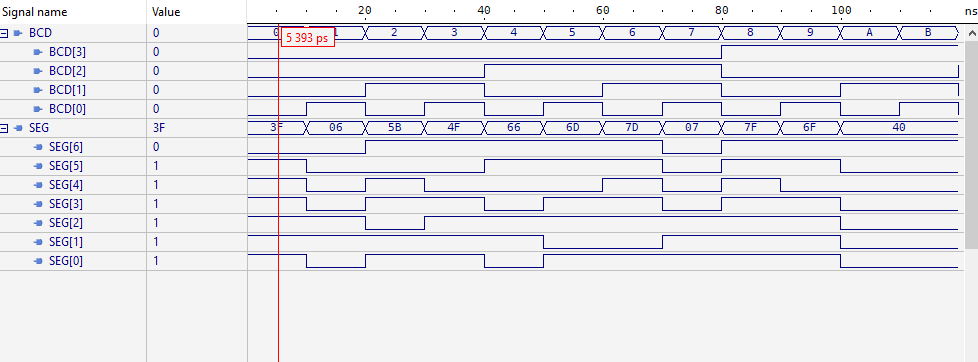 Signal name Value 20 40 60 80 100 ns
BCD 0 0 1 2 3 4 5 6 7 8 9 A B
5 393 ps
BCD[3] 0
BCD[2] 0
BCD[1] 0
BCD[0] 0
SEG 3F 3F 06 5B 4F 66 6D 7D 07 7F 6F 40
SEG[6] 0
SEG[5] 1
SEG[4] 1
SEG[3] 1
SEG[2] 1
SEG[1] 1
SEG[0] 1